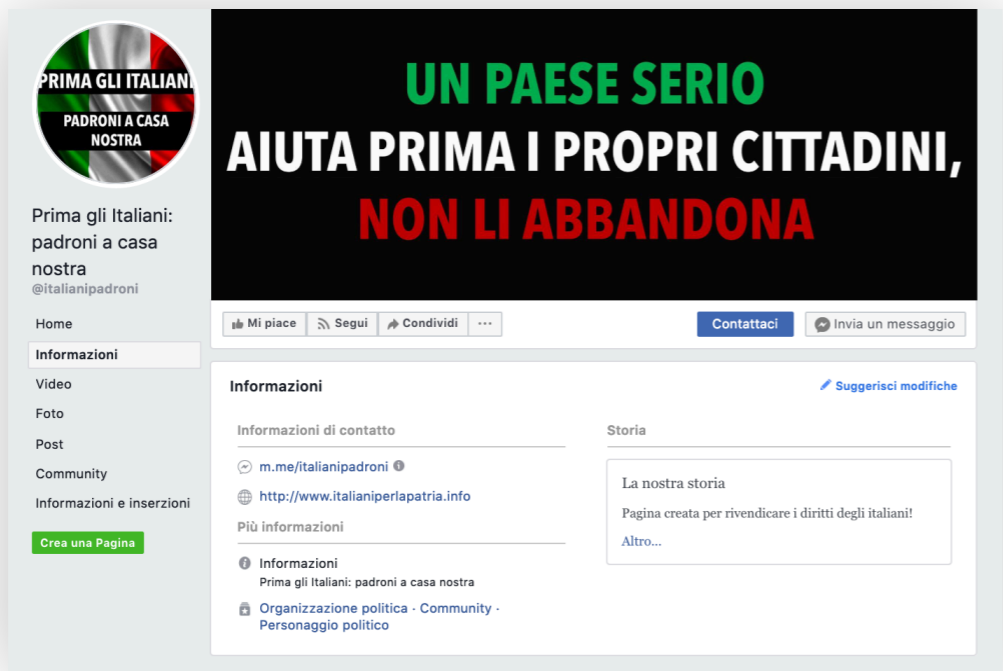 PRIMA GLI ITALIANI
PADRONI A CASA
NOSTRA
UN PAESE SERIO
AIUTA PRIMA I PROPRI CITTADINI,
NON LI ABBANDONA
Prima gli Italiani:
padroni a casa
nostra
@italianipadroni
Home
Informazioni
Video
Foto
Post
Community
Informazioni e inserzioni
Crea una Pagina
Mi piace
Segui
Condividi
...
Contattaci
Invia un messaggio
Informazioni
Suggerisci modifiche
Informazioni di contatto
m.me/italianipadroni
http://www.italianiperlapatria.info
Più informazioni
Informazioni
Prima gli Italiani: padroni a casa nostra
Organizzazione politica · Community ·
Personaggio politico
Storia
La nostra storia
Pagina creata per rivendicare i diritti degli italiani!
Altro...